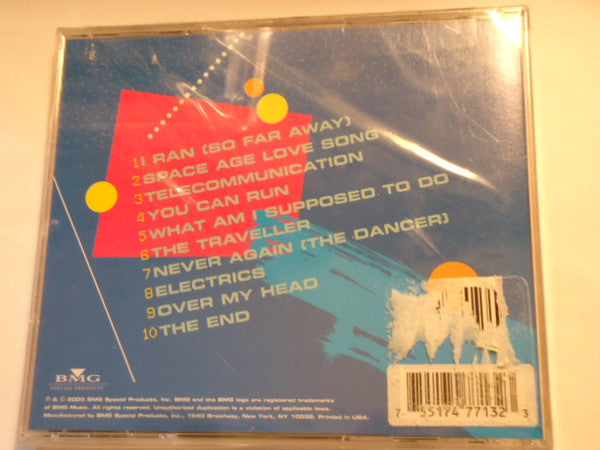 1 I RAN (SO FAR AWAY)
2 SPACE AGE LOVE SONG
3 TELECOMMUNICATION
4 YOU CAN RUN
5 WHAT AM I SUPPOSED TO DO
6 THE TRAVELLER
7 NEVER AGAIN (THE DANCER)
8 ELECTRICS
9 OVER MY HEAD
10 THE END
BMG
SPECIAL PRODUCTS
℗ & © 2003 BMG Special Products, Inc. BMG and the BMG logo are registered trademarks
of BMG Music. All rights reserved. Unauthorized duplication is a violation of applicable laws.
Manufactured by BMG Special Products, Inc., 1540 Broadway, New York, NY 10036. Printed in USA.
7 55174 77132 3